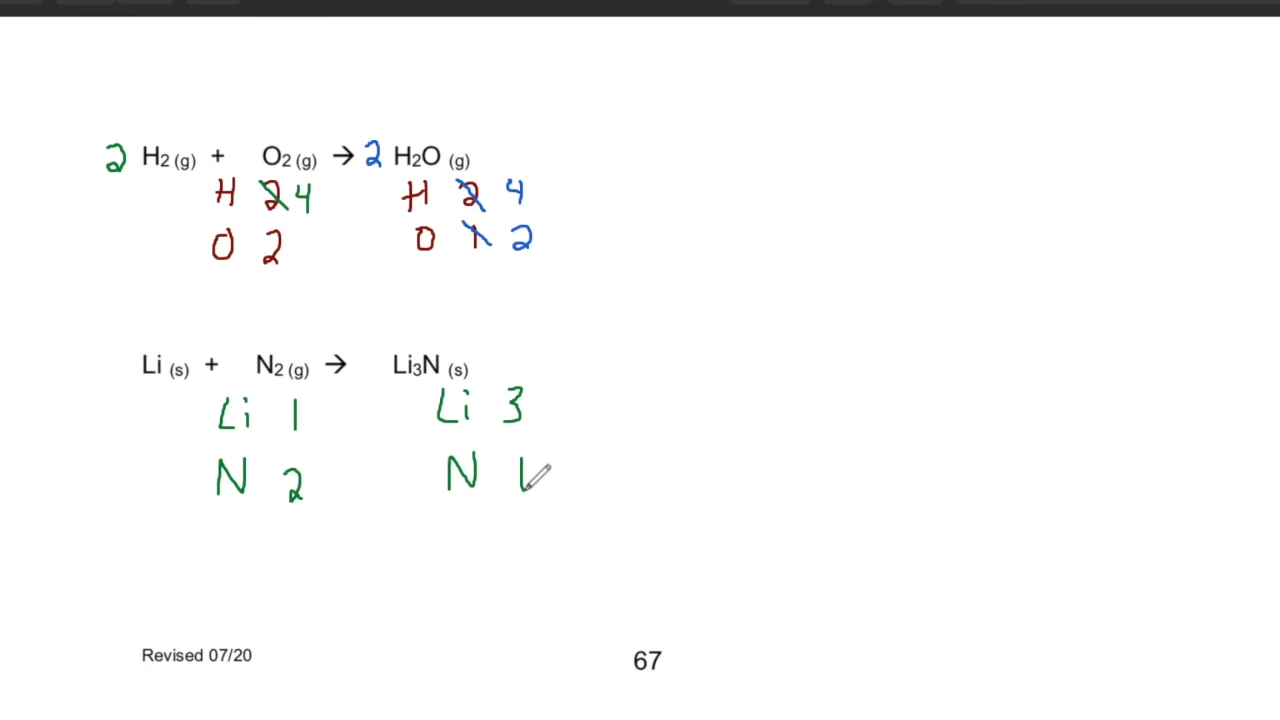 2 H2 (g) + O2 (g) → 2 H2O (g)
H 2 4 H 2 4
O 2 O 1 2
Li (s) + N2 (g) → Li3N (s)
Li 1 Li 3
N 2 N 1
Revised 07/20
67